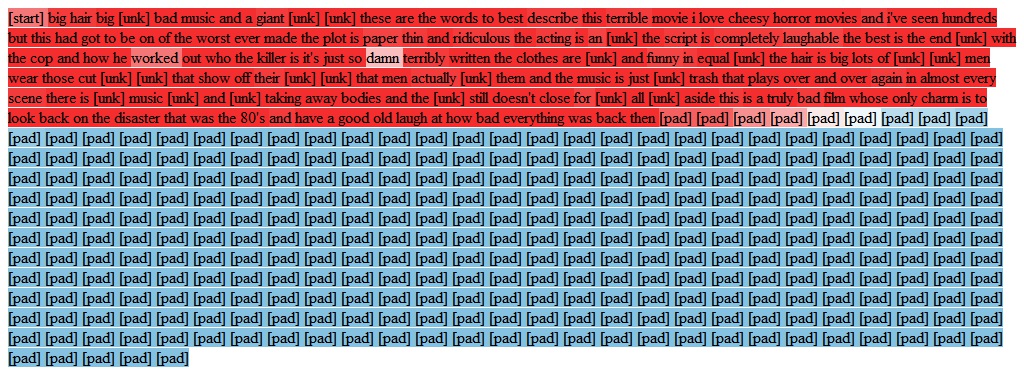 [start] big hair big [unk] bad music and a giant [unk] [unk] these are the words to best describe this terrible movie i love cheesy horror movies and i've seen hundreds
but this had got to be on of the worst ever made the plot is paper thin and ridiculous the acting is an [unk] the script is completely laughable the best is the end [unk] with
the cop and how he worked out who the killer is it's just so damn terribly written the clothes are [unk] and funny in equal [unk] the hair is big lots of [unk] [unk] men
wear those cut [unk] [unk] that show off their [unk] [unk] that men actually [unk] them and the music is just [unk] trash that plays over and over again in almost every
scene there is [unk] music [unk] and [unk] taking away bodies and the [unk] still doesn't close for [unk] all [unk] aside this is a truly bad film whose only charm is to
look back on the disaster that was the 80's and have a good old laugh at how bad everything was back then [pad] [pad] [pad] [pad] [pad] [pad] [pad] [pad] [pad]
[pad] [pad] [pad] [pad] [pad] [pad] [pad] [pad] [pad] [pad] [pad] [pad] [pad] [pad] [pad] [pad] [pad] [pad] [pad] [pad] [pad] [pad] [pad] [pad] [pad] [pad] [pad]
[pad] [pad] [pad] [pad] [pad] [pad] [pad] [pad] [pad] [pad] [pad] [pad] [pad] [pad] [pad] [pad] [pad] [pad] [pad] [pad] [pad] [pad] [pad] [pad] [pad] [pad] [pad]
[pad] [pad] [pad] [pad] [pad] [pad] [pad] [pad] [pad] [pad] [pad] [pad] [pad] [pad] [pad] [pad] [pad] [pad] [pad] [pad] [pad] [pad] [pad] [pad] [pad] [pad] [pad]
[pad] [pad] [pad] [pad] [pad] [pad] [pad] [pad] [pad] [pad] [pad] [pad] [pad] [pad] [pad] [pad] [pad] [pad] [pad] [pad] [pad] [pad] [pad] [pad] [pad] [pad] [pad]
[pad] [pad] [pad] [pad] [pad] [pad] [pad] [pad] [pad] [pad] [pad] [pad] [pad] [pad] [pad] [pad] [pad] [pad] [pad] [pad] [pad] [pad] [pad] [pad] [pad] [pad] [pad]
[pad] [pad] [pad] [pad] [pad] [pad] [pad] [pad] [pad] [pad] [pad] [pad] [pad] [pad] [pad] [pad] [pad] [pad] [pad] [pad] [pad] [pad] [pad] [pad] [pad] [pad] [pad]
[pad] [pad] [pad] [pad] [pad] [pad] [pad] [pad] [pad] [pad] [pad] [pad] [pad] [pad] [pad] [pad] [pad] [pad] [pad] [pad] [pad] [pad] [pad] [pad] [pad] [pad] [pad]
[pad] [pad] [pad] [pad] [pad] [pad] [pad] [pad] [pad] [pad] [pad] [pad] [pad] [pad] [pad] [pad] [pad] [pad] [pad] [pad] [pad] [pad] [pad] [pad] [pad] [pad] [pad]
[pad] [pad] [pad] [pad] [pad] [pad] [pad] [pad] [pad] [pad] [pad] [pad] [pad] [pad] [pad] [pad] [pad] [pad] [pad] [pad] [pad] [pad] [pad] [pad] [pad] [pad] [pad]
[pad] [pad] [pad] [pad] [pad] [pad] [pad] [pad] [pad] [pad] [pad] [pad] [pad] [pad] [pad] [pad] [pad] [pad] [pad] [pad] [pad] [pad] [pad] [pad] [pad] [pad] [pad]
[pad] [pad] [pad] [pad] [pad] [pad] [pad] [pad] [pad] [pad] [pad] [pad] [pad] [pad] [pad] [pad] [pad] [pad] [pad] [pad] [pad] [pad] [pad] [pad] [pad] [pad] [pad]
[pad] [pad] [pad] [pad] [pad]